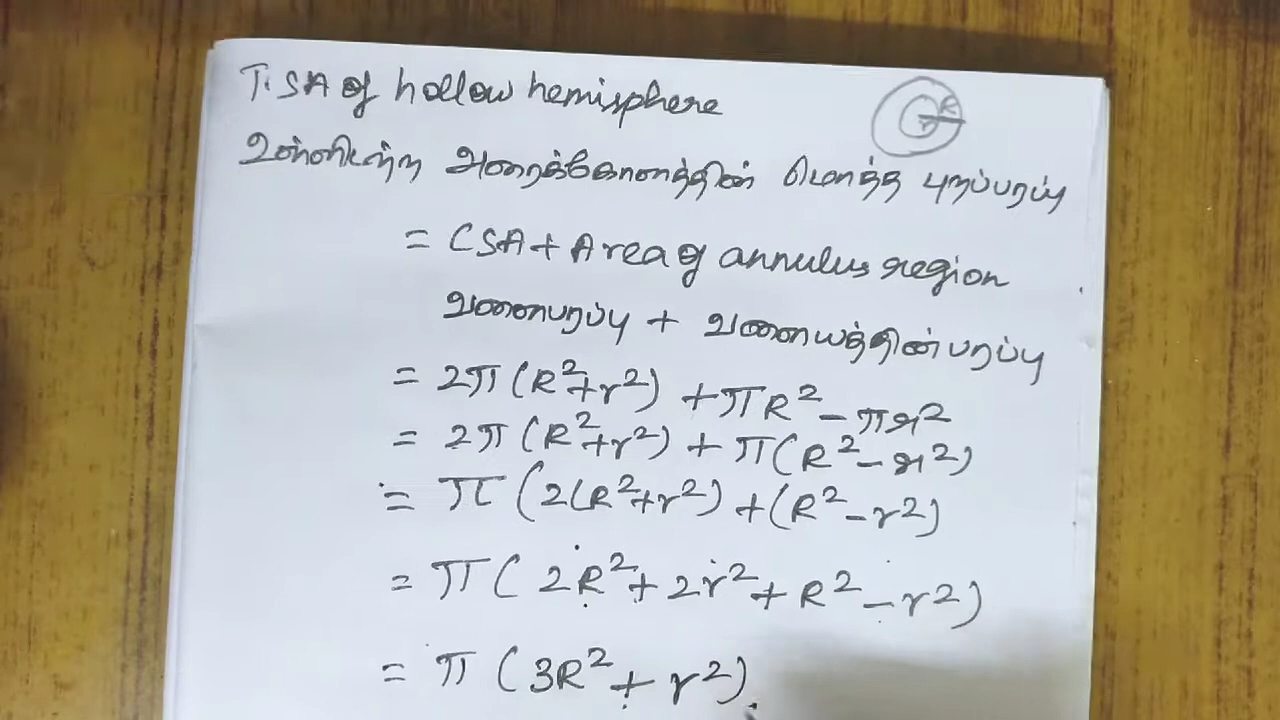 T.SA of hollow hemisphere
R
r
உள்ளீடற்ற அரைக்கோளத்தின் மொத்த புறப்பரப்பு
= CSA + Area of annulus region
வளைபரப்பு + வளையத்தின் பரப்பு
= 2π (R²+r²) + πR² - πr²
= 2π (R²+r²) + π(R² - r²)
= π (2(R²+r²) + (R² - r²)
= π ( 2R² + 2r² + R² - r²)
= π ( 3R² + r²).